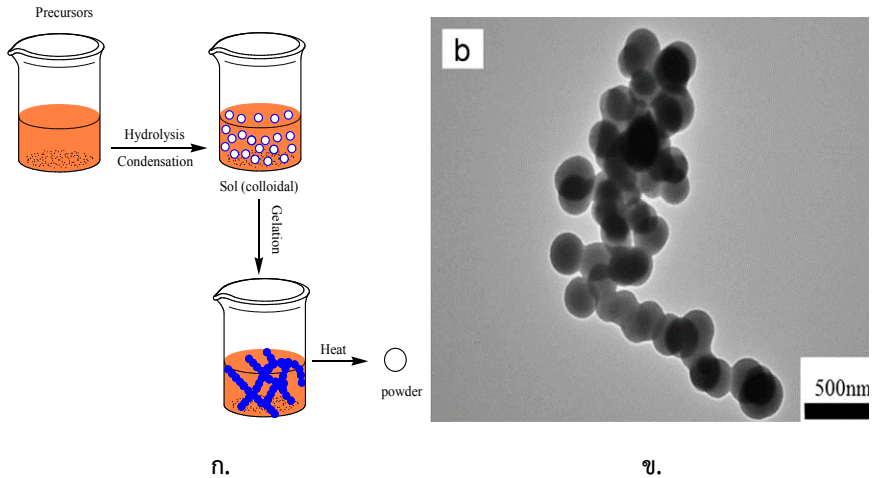 Precursors
Hydrolysis
Condensation
Sol (colloidal)
Gelation
Heat
powder
b
500nm
ก.
ข.